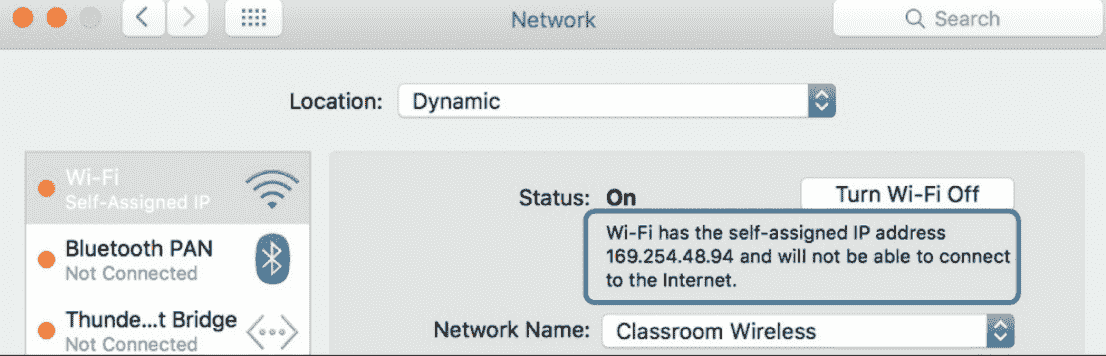 Network
Search
Location: Dynamic
Wi-Fi
Self-Assigned IP
Status: On
Turn Wi-Fi Off
Wi-Fi has the self-assigned IP address
169.254.48.94 and will not be able to connect
to the Internet.
Bluetooth PAN
Not Connected
Thunde...t Bridge
Not Connected
Network Name: Classroom Wireless